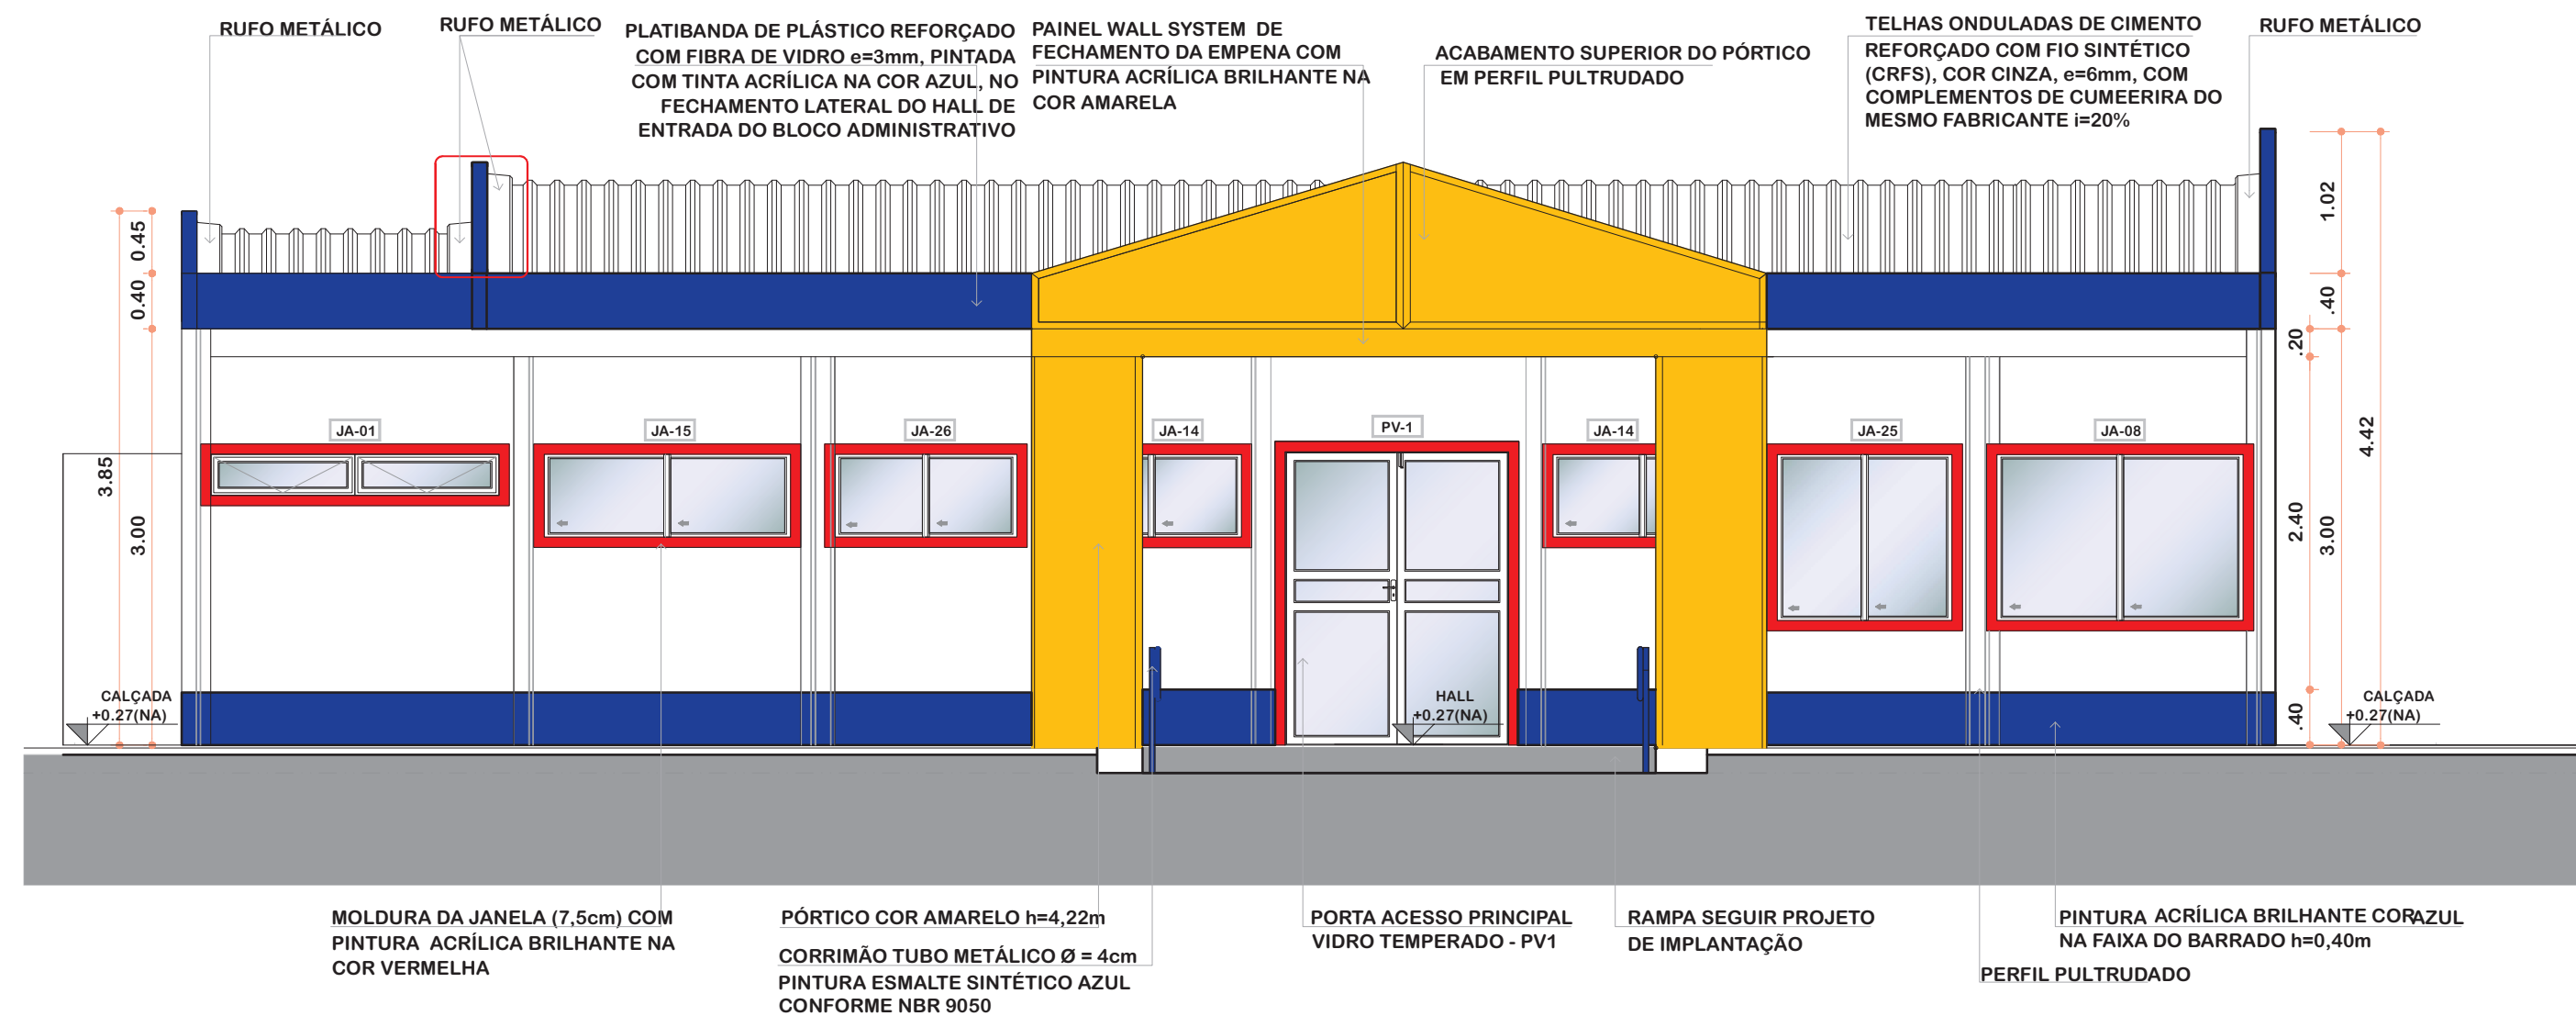 RUFO METÁLICO
RUFO METÁLICO
PLATIBANDA DE PLÁSTICO REFORÇADO
COM FIBRA DE VIDRO e=3mm, PINTADA
COM TINTA ACRÍLICA NA COR AZUL, NO
FECHAMENTO LATERAL DO HALL DE
ENTRADA DO BLOCO ADMINISTRATIVO
PAINEL WALL SYSTEM DE
FECHAMENTO DA EMPENA COM
PINTURA ACRÍLICA BRILHANTE NA
COR AMARELA
ACABAMENTO SUPERIOR DO PÓRTICO
EM PERFIL PULTRUDADO
TELHAS ONDULADAS DE CIMENTO
REFORÇADO COM FIO SINTÉTICO
(CRFS), COR CINZA, e=6mm, COM
COMPLEMENTOS DE CUMEERIRA DO
MESMO FABRICANTE i=20%
RUFO METÁLICO
0.45
0.40
3.85
3.00
1.02
.40
.20
4.42
2.40
3.00
.40
JA-01
JA-15
JA-26
JA-14
PV-1
JA-14
JA-25
JA-08
CALÇADA
+0.27(NA)
HALL
+0.27(NA)
CALÇADA
+0.27(NA)
MOLDURA DA JANELA (7,5cm) COM
PINTURA ACRÍLICA BRILHANTE NA
COR VERMELHA
PÓRTICO COR AMARELO h=4,22m
CORRIMÃO TUBO METÁLICO Ø = 4cm
PINTURA ESMALTE SINTÉTICO AZUL
CONFORME NBR 9050
PORTA ACESSO PRINCIPAL
VIDRO TEMPERADO - PV1
RAMPA SEGUIR PROJETO
DE IMPLANTAÇÃO
PINTURA ACRÍLICA BRILHANTE COR AZUL
NA FAIXA DO BARRADO h=0,40m
PERFIL PULTRUDADO